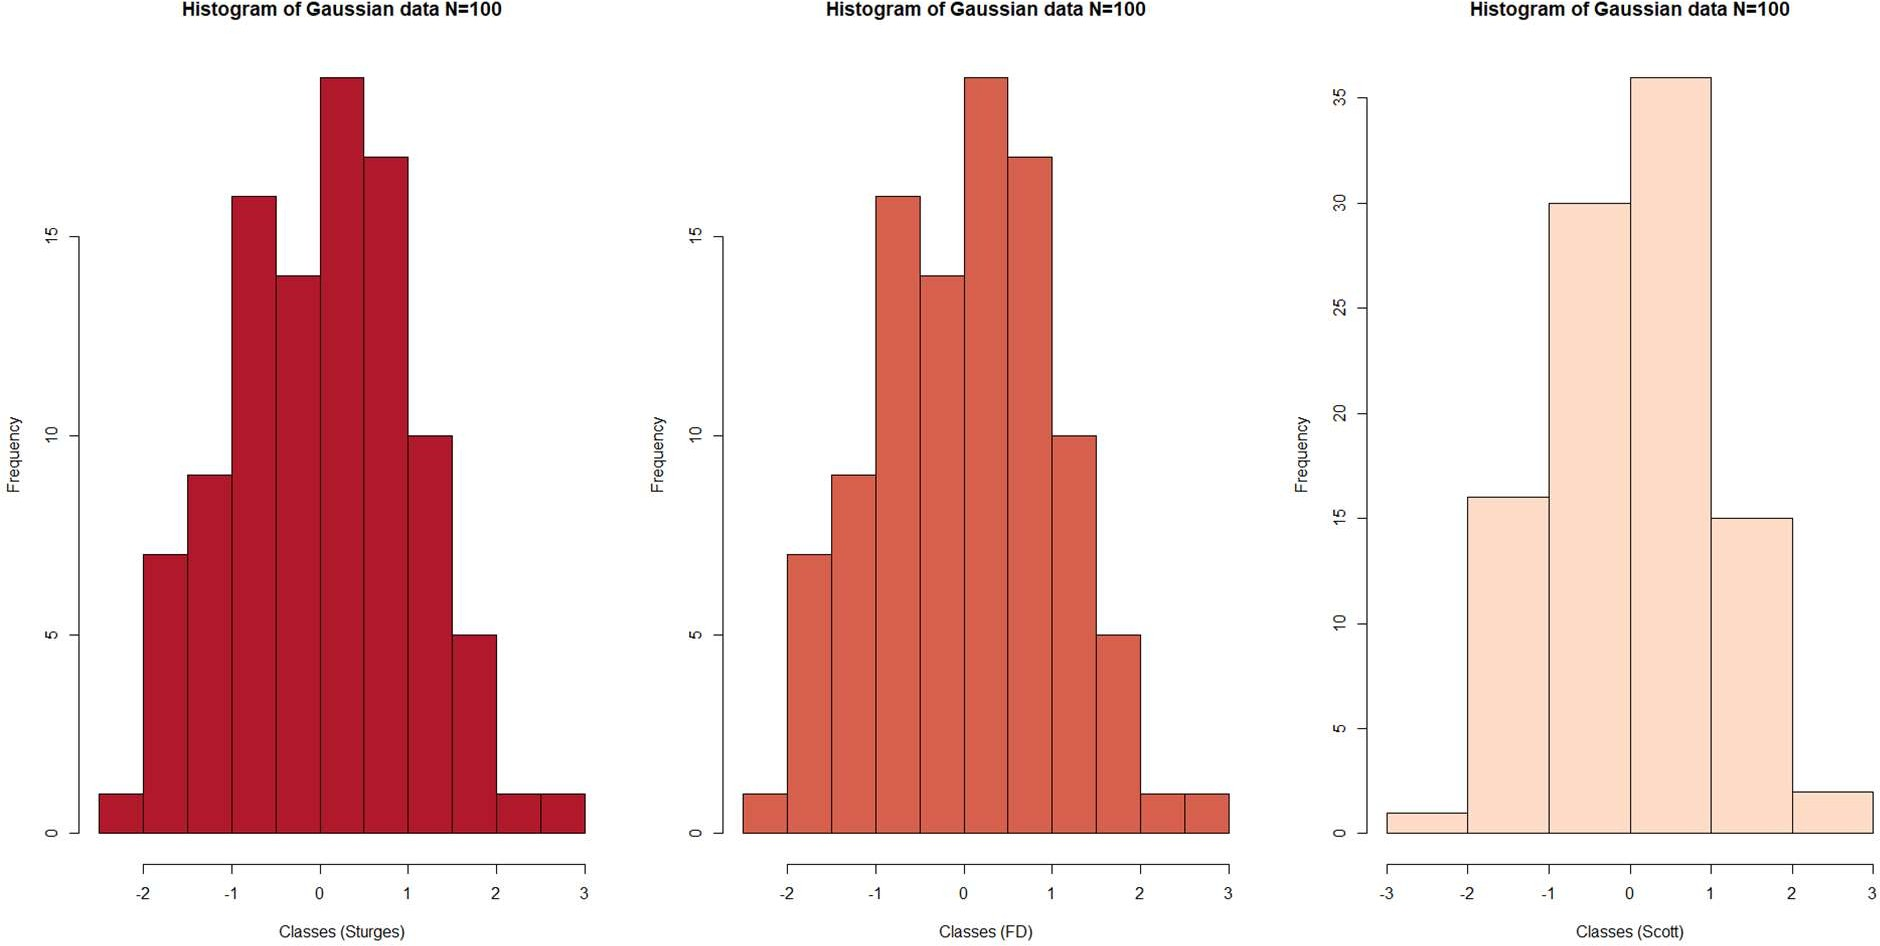 Histogram of Gaussian data N=100
Frequency
15
10
5
0
-2 -1 0 1 2 3
Classes (Sturges)
Histogram of Gaussian data N=100
Frequency
15
10
5
0
-2 -1 0 1 2 3
Classes (FD)
Histogram of Gaussian data N=100
Frequency
35
30
25
20
15
10
5
0
-3 -2 -1 0 1 2 3
Classes (Scott)